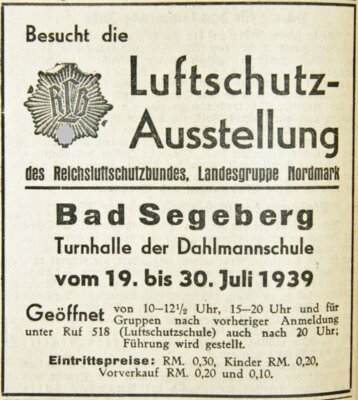 Besucht die
RLB
Luftschutz-
Ausstellung
des Reichsluftschutzbundes, Landesgruppe Nordmark
Bad Segeberg
Turnhalle der Dahlmannschule
vom 19. bis 30. Juli 1939
Geöffnet von 10—12½ Uhr, 15—20 Uhr und für
Gruppen nach vorheriger Anmeldung
unter Ruf 518 (Luftschutzschule) auch nach 20 Uhr;
Führung wird gestellt.
Eintrittspreise: RM. 0,30, Kinder RM. 0,20,
Vorverkauf RM. 0,20 und 0,10.